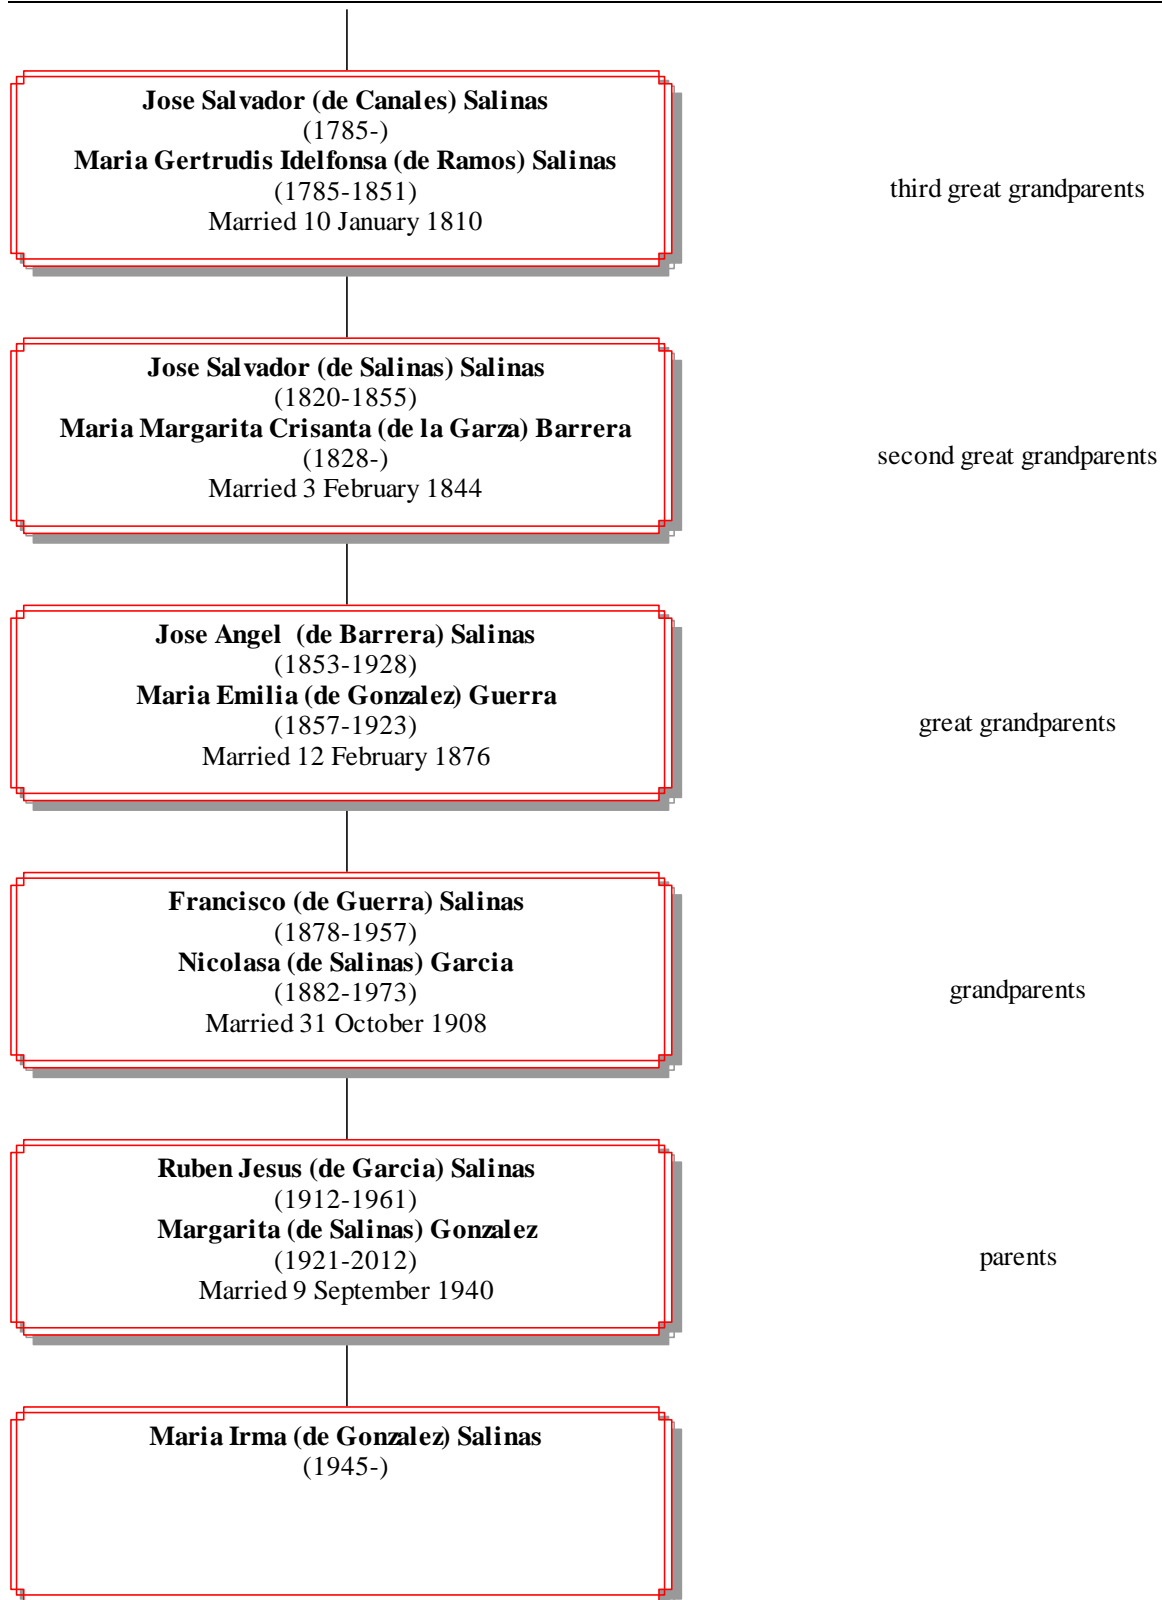 Jose Salvador (de Canales) Salinas
(1785-)
Maria Gertrudis Idelfonsa (de Ramos) Salinas
(1785-1851)
Married 10 January 1810
third great grandparents
Jose Salvador (de Salinas) Salinas
(1820-1855)
Maria Margarita Crisanta (de la Garza) Barrera
(1828-)
Married 3 February 1844
second great grandparents
Jose Angel  (de Barrera) Salinas
(1853-1928)
Maria Emilia (de Gonzalez) Guerra
(1857-1923)
Married 12 February 1876
great grandparents
Francisco (de Guerra) Salinas
(1878-1957)
Nicolasa (de Salinas) Garcia
(1882-1973)
Married 31 October 1908
grandparents
Ruben Jesus (de Garcia) Salinas
(1912-1961)
Margarita (de Salinas) Gonzalez
(1921-2012)
Married 9 September 1940
parents
Maria Irma (de Gonzalez) Salinas
(1945-)